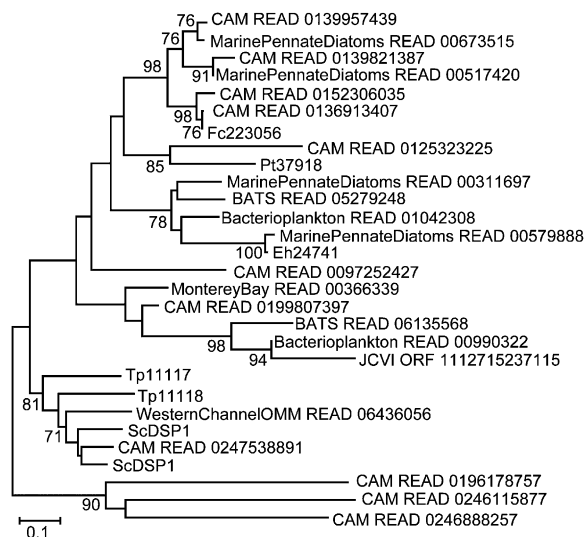 CAM READ 0139957439
76
76
MarinePennateDiatoms READ 00673515
CAM READ 0139821387
98
91
MarinePennateDiatoms READ 00517420
CAM READ 0152306035
CAM READ 0136913407
98
76
Fc223056
CAM READ 0125323225
85
Pt37918
MarinePennateDiatoms READ 00311697
BATS READ 05279248
78
Bacterioplankton READ 01042308
MarinePennateDiatoms READ 00579888
100
Eh24741
CAM READ 0097252427
MontereyBay READ 00366339
CAM READ 0199807397
BATS READ 06135568
98
Bacterioplankton READ 00990322
94
JCVI ORF 1112715237115
Tp11117
81
Tp11118
WesternChannelOMM READ 06436056
71
ScDSP1
CAM READ 0247538891
ScDSP1
CAM READ 0196178757
90
CAM READ 0246115877
CAM READ 0246888257
0.1